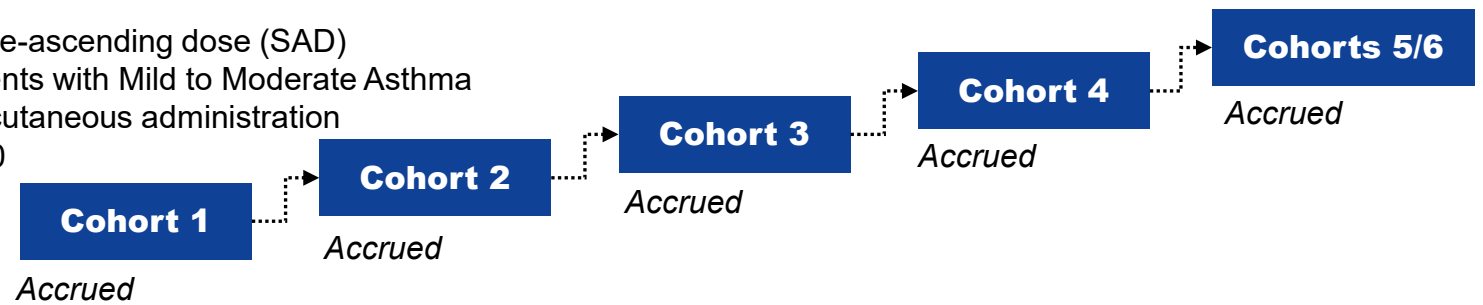 e-ascending dose (SAD)
nts with Mild to Moderate Asthma
cutaneous administration
Cohorts 5/6
Accrued
Cohort 4
Accrued
Cohort 3
Accrued
Cohort 2
Accrued
Cohort 1
Accrued